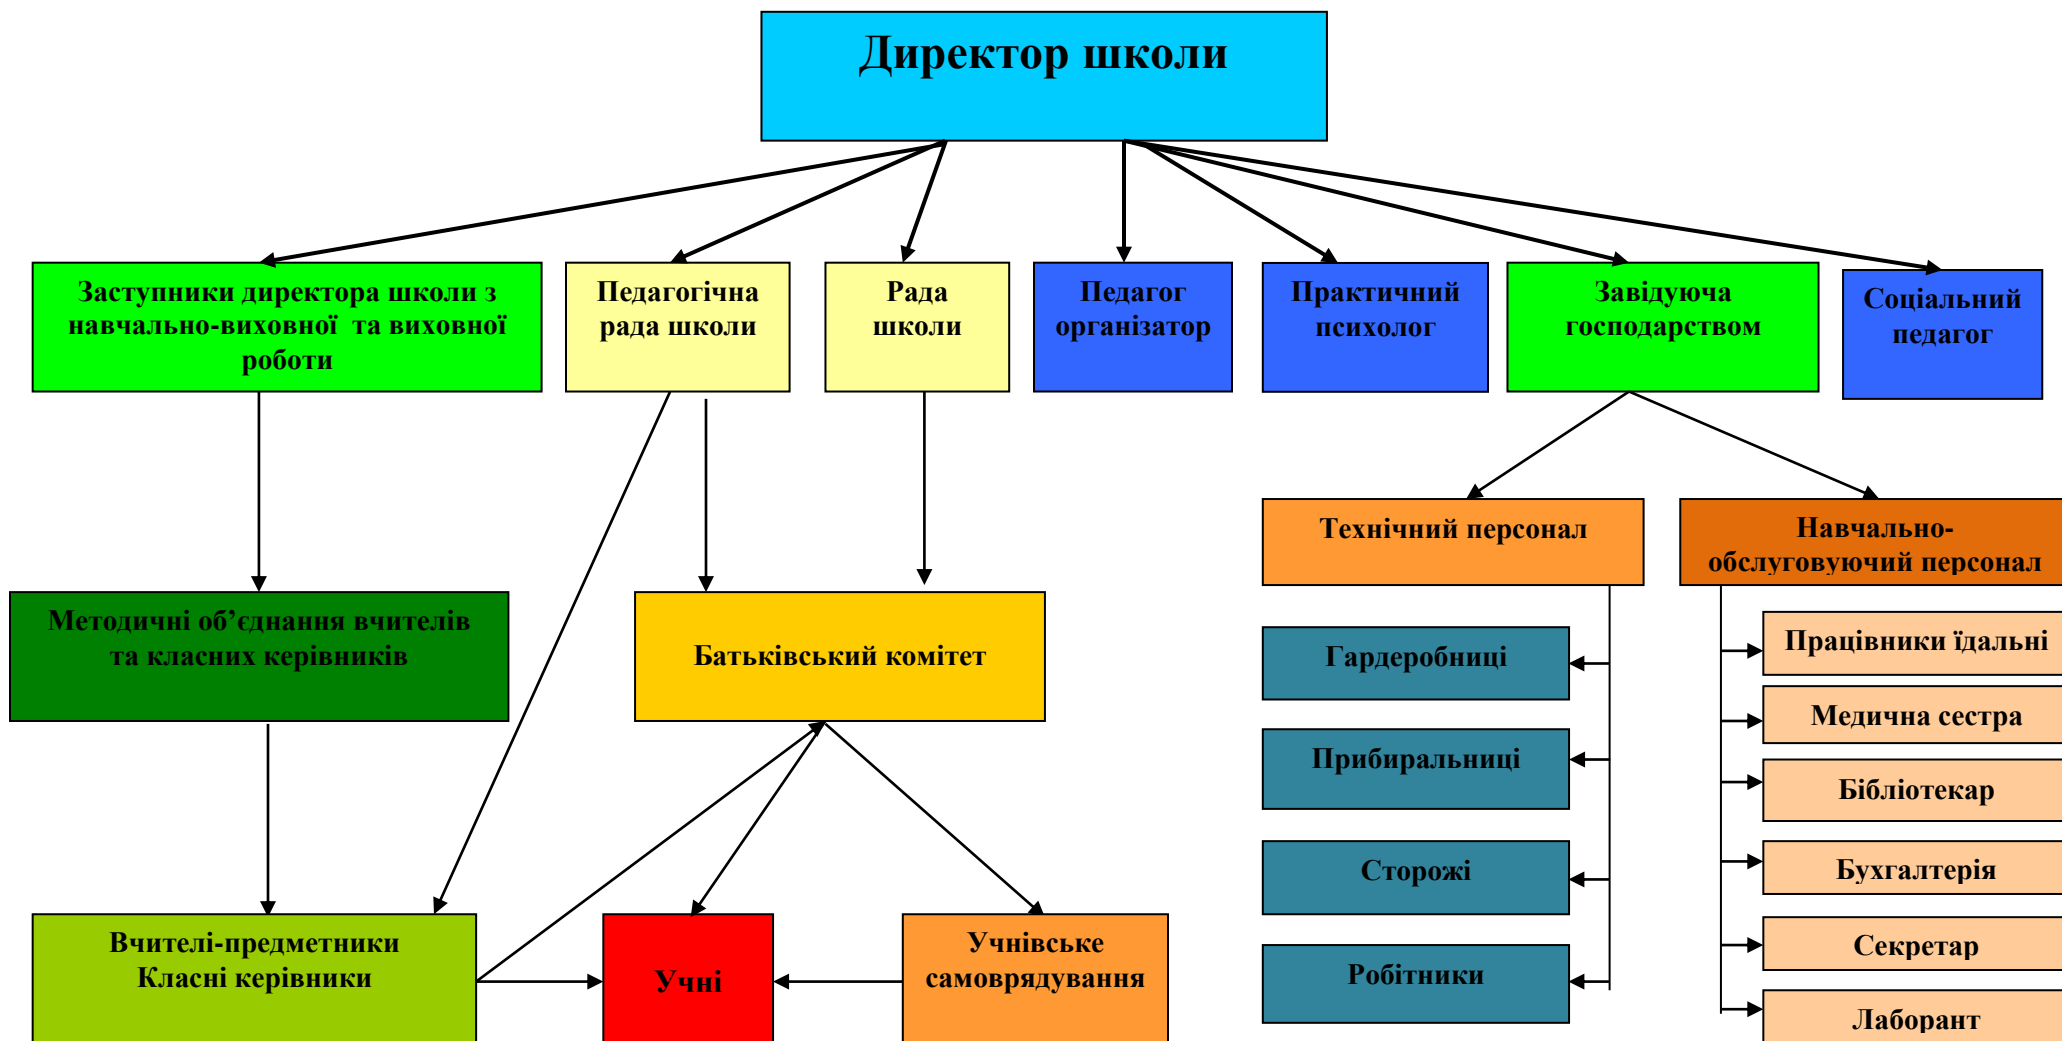 Директор школи
Заступники директора школи з
навчально-виховної та виховної
роботи
Педагогічна
рада школи
Рада
школи
Педагог
організатор
Практичний
психолог
Завідуюча
господарством
Соціальний
педагог
Технічний персонал
Навчально-
обслуговуючий персонал
Методичні об’єднання вчителів
та класних керівників
Батьківський комітет
Гардеробниці
Прибиральниці
Сторожі
Робітники
Працівники їдальні
Медична сестра
Бібліотекар
Бухгалтерія
Секретар
Лаборант
Вчителі-предметники
Класні керівники
Учні
Учнівське
самоврядування